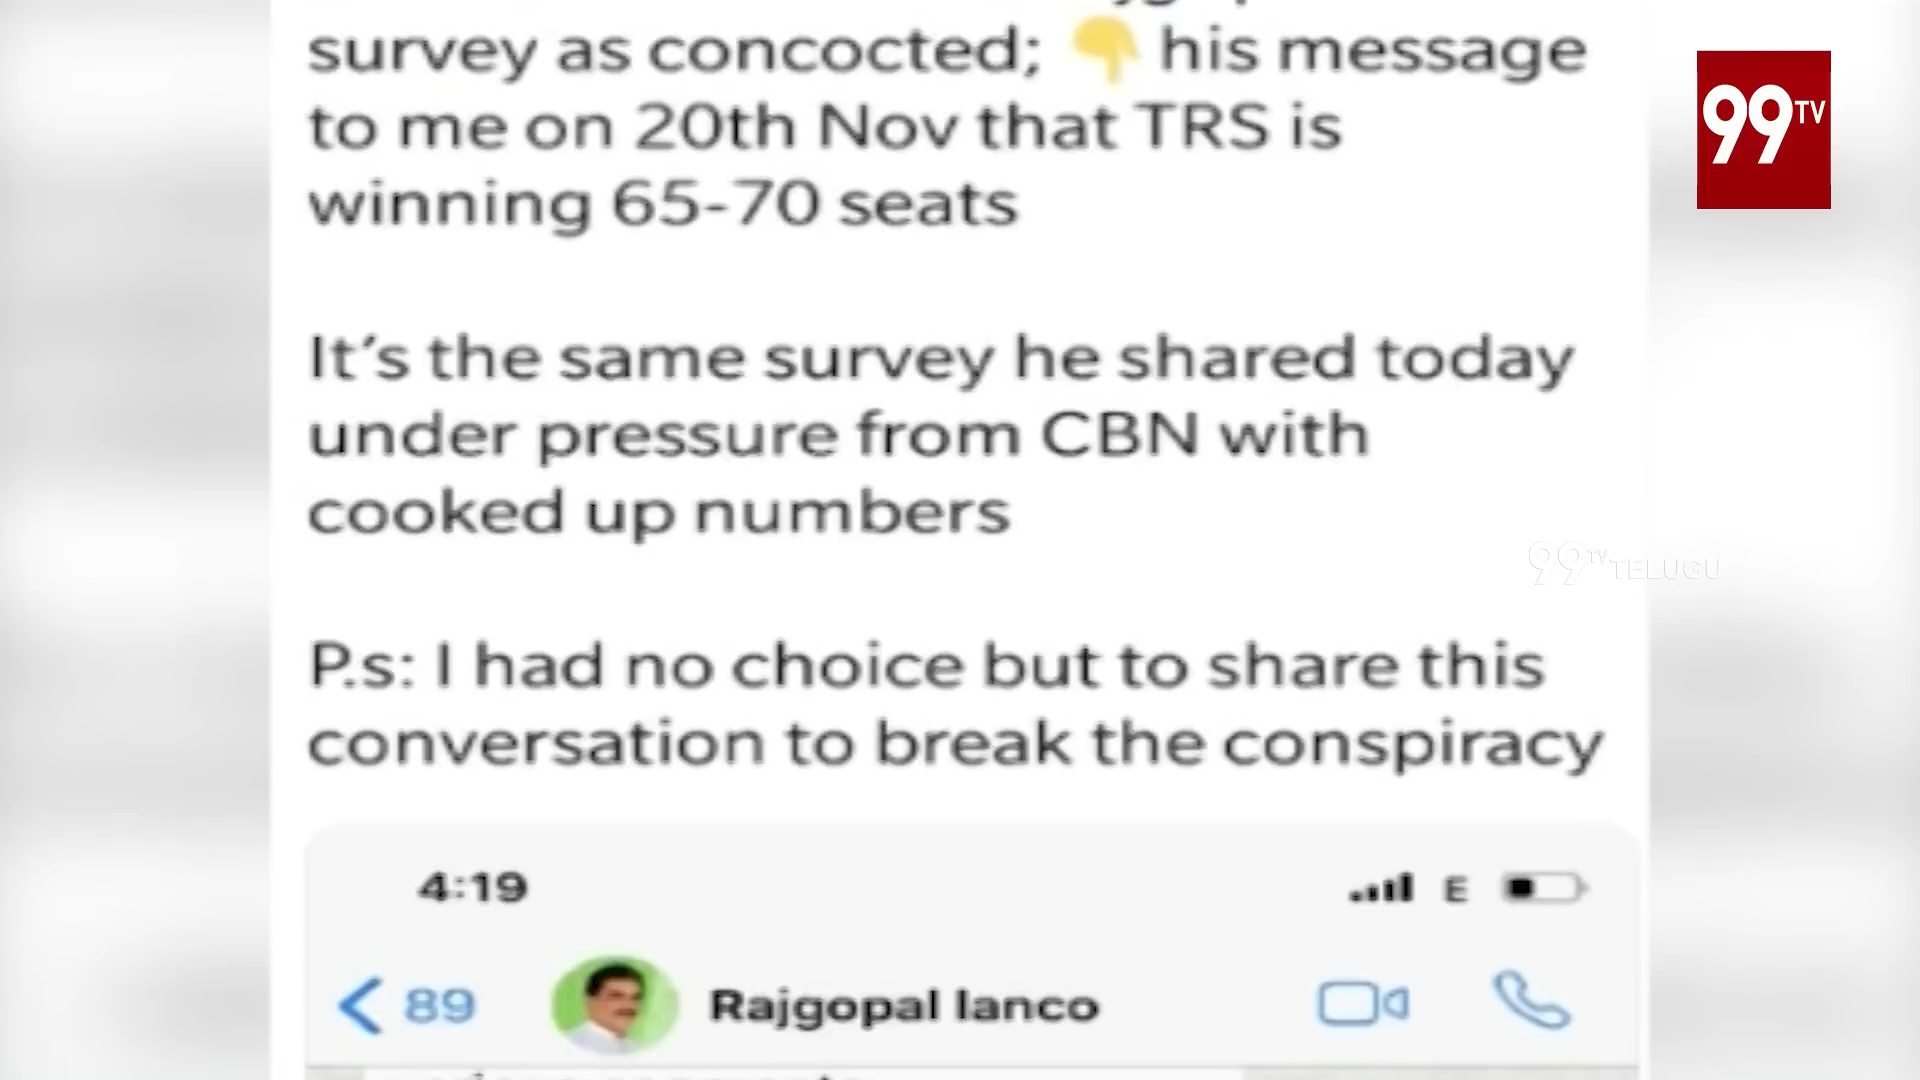 survey as concocted; 👇 his message
to me on 20th Nov that TRS is
winning 65-70 seats
It's the same survey he shared today
under pressure from CBN with
cooked up numbers
P.s: I had no choice but to share this
conversation to break the conspiracy
4:19 E
89 Rajgopal lanco
99TV
99TV TELUGU